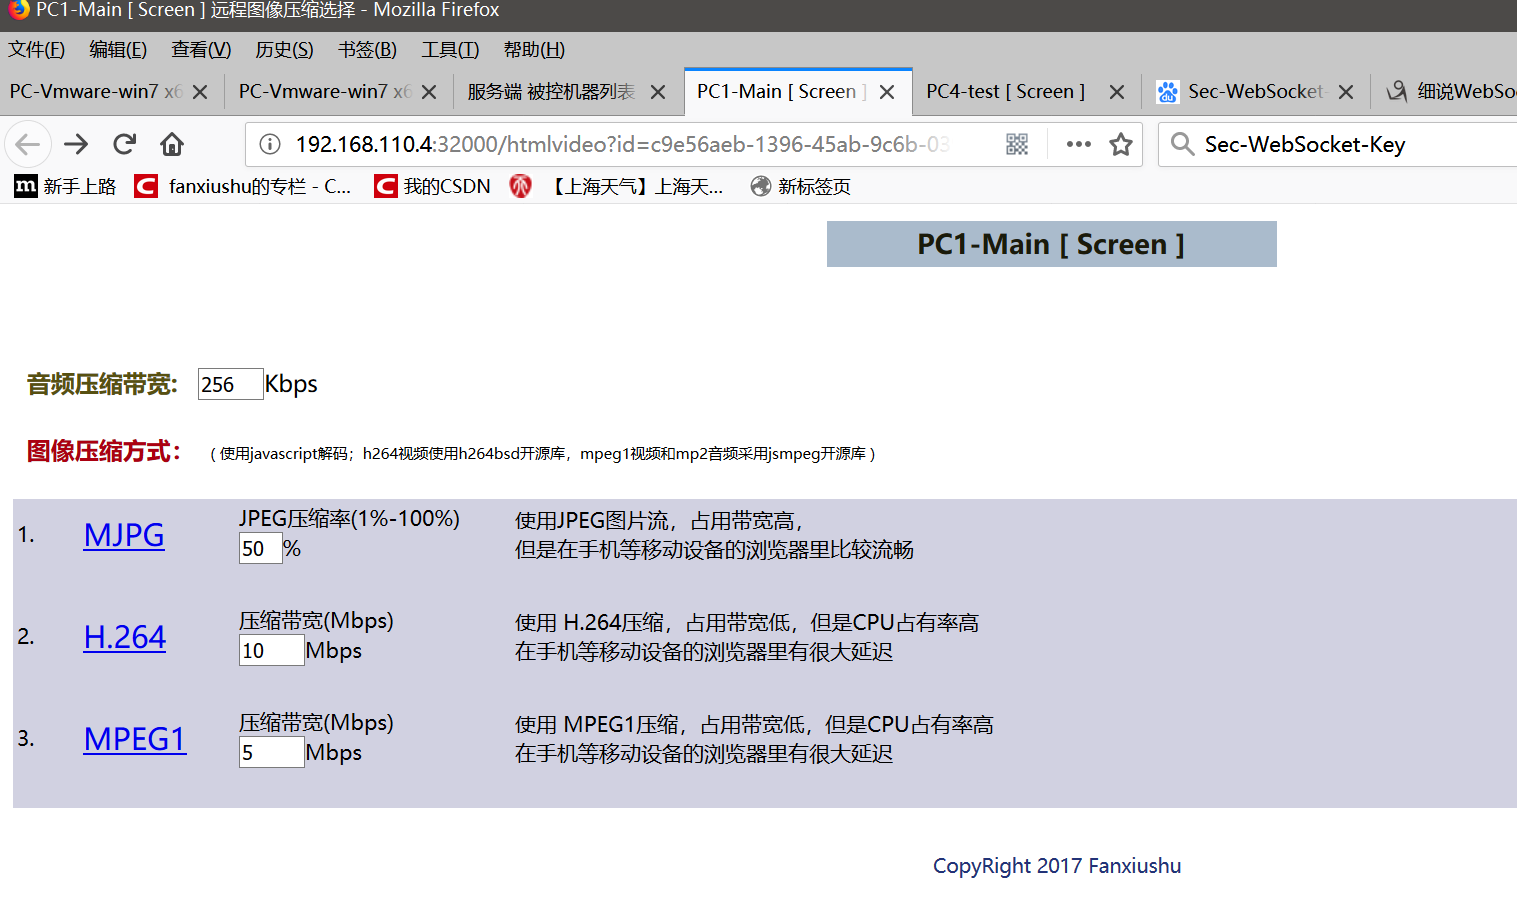 PC1-Main [ Screen ] 远程图像压缩选择 - Mozilla Firefox
文件(F) 编辑(E) 查看(V) 历史(S) 书签(B) 工具(T) 帮助(H)
PC-Vmware-win7 x6 PC-Vmware-win7 x6 服务端 被控机器列表 PC1-Main [ Screen ] PC4-test [ Screen ] Sec-WebSocket- 细说WebSo
192.168.110.4:32000/htmlvideo?id=c9e56aeb-1396-45ab-9c6b-03 Sec-WebSocket-Key
新手上路 fanxiushu的专栏 - C... 我的CSDN 【上海天气】上海天... 新标签页
PC1-Main [ Screen ]
音频压缩带宽: 256Kbps
图像压缩方式： ( 使用javascript解码；h264视频使用h264bsd开源库，mpeg1视频和mp2音频采用jsmpeg开源库 )
1. MJPG
JPEG压缩率(1%-100%)
50%
使用JPEG图片流，占用带宽高，
但是在手机等移动设备的浏览器里比较流畅
2. H.264
压缩带宽(Mbps)
10Mbps
使用 H.264压缩，占用带宽低，但是CPU占有率高
在手机等移动设备的浏览器里有很大延迟
3. MPEG1
压缩带宽(Mbps)
5Mbps
使用 MPEG1压缩，占用带宽低，但是CPU占有率高
在手机等移动设备的浏览器里有很大延迟
CopyRight 2017 Fanxiushu